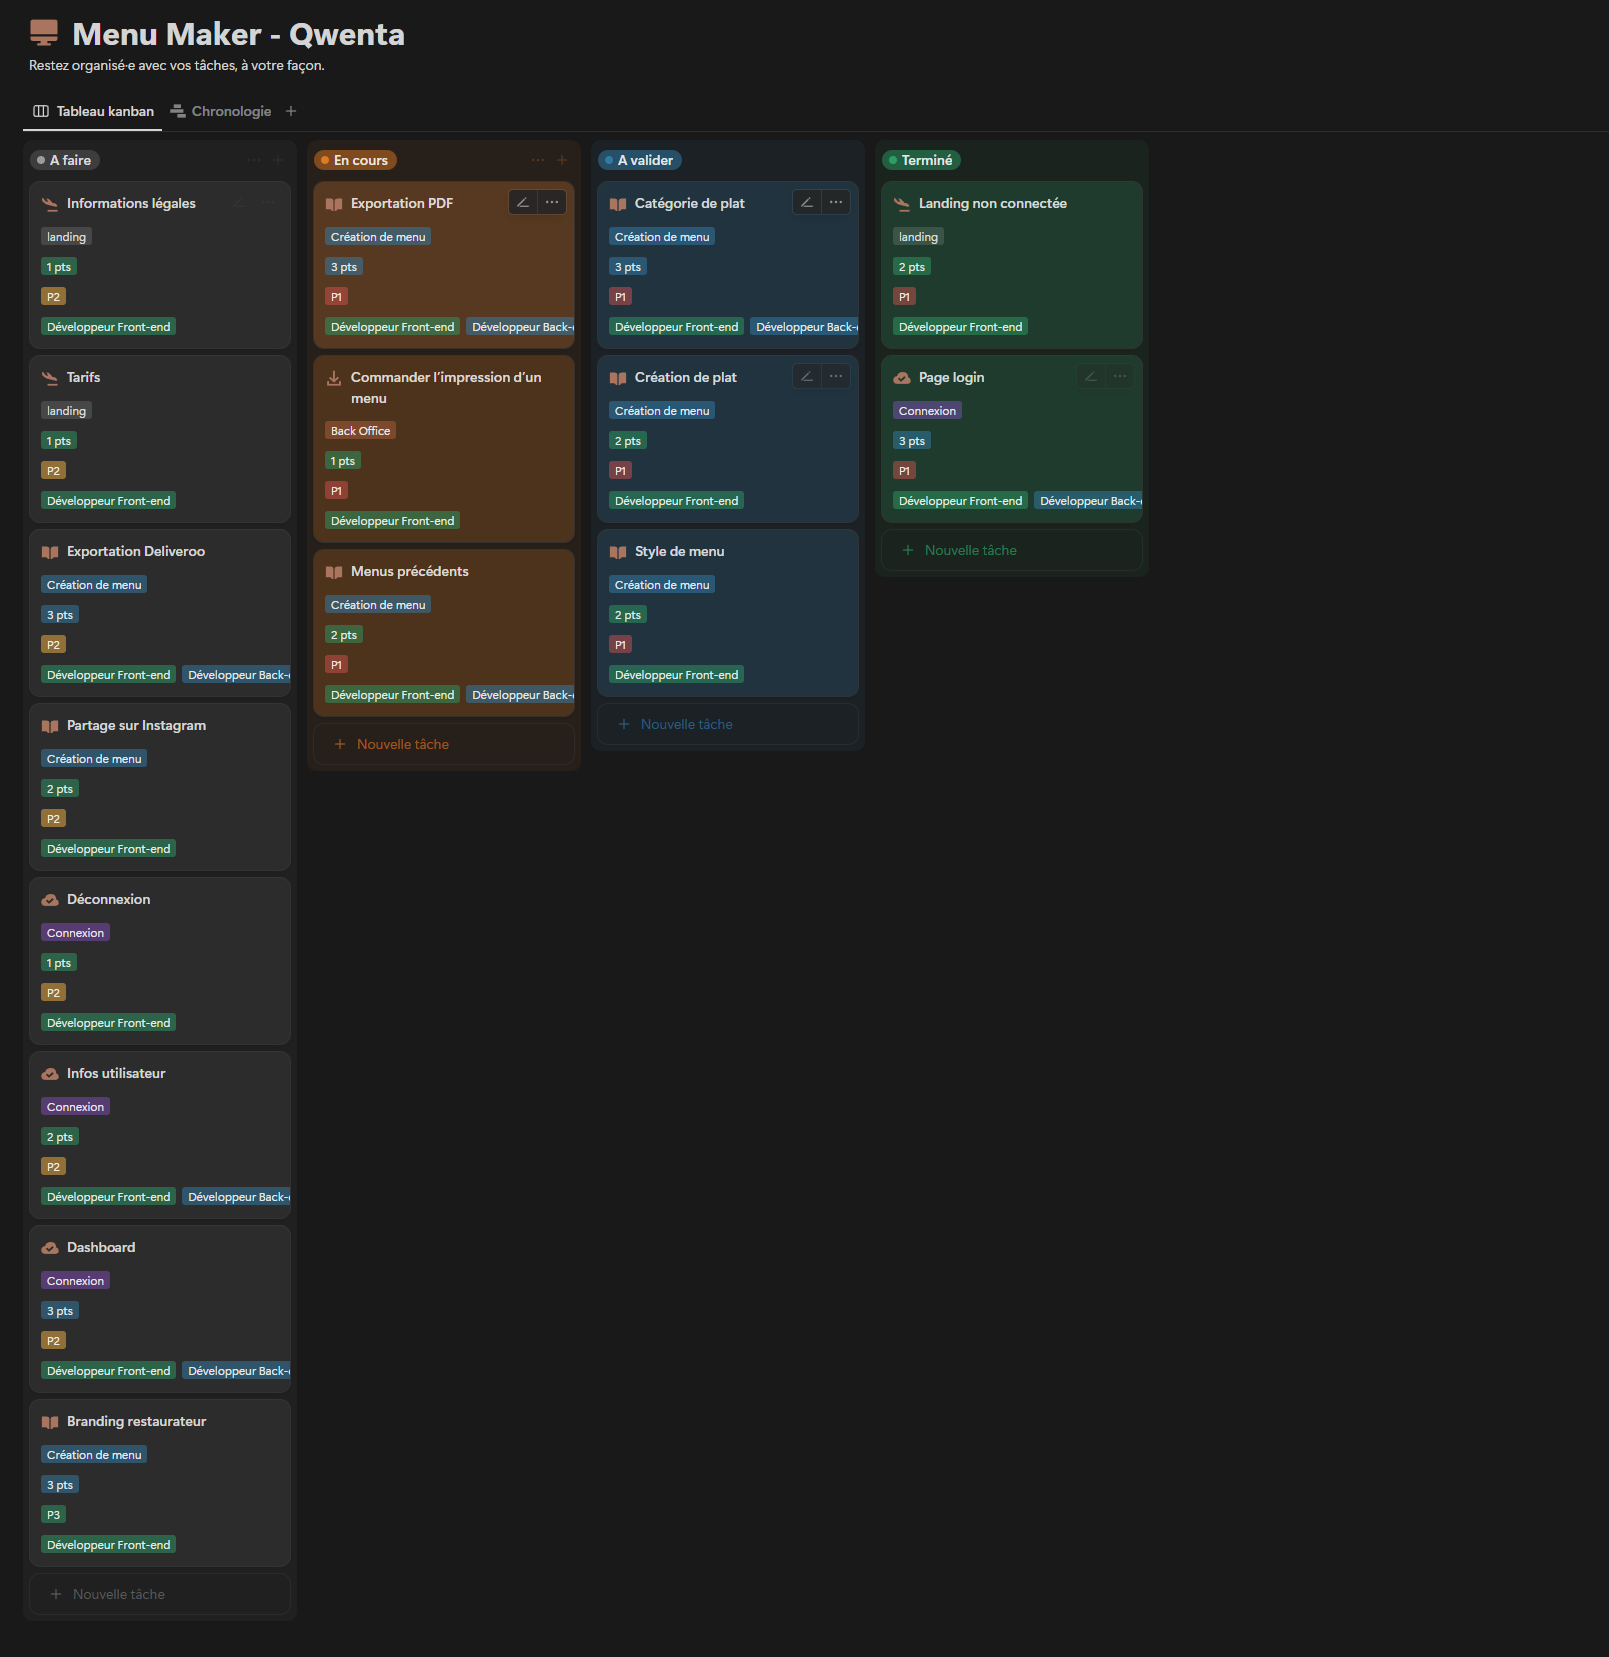 Menu Maker - Qwenta
Restez organisé·e avec vos tâches, à votre façon.
Tableau kanban
Chronologie
A faire
Informations légales
landing
1 pts
P2
Développeur Front-end
Tarifs
landing
1 pts
P2
Développeur Front-end
Exportation Deliveroo
Création de menu
3 pts
P2
Développeur Front-end Développeur Back-
Partage sur Instagram
Création de menu
2 pts
P2
Développeur Front-end
Déconnexion
Connexion
1 pts
P2
Développeur Front-end
Infos utilisateur
Connexion
2 pts
P2
Développeur Front-end Développeur Back-
Dashboard
Connexion
3 pts
P2
Développeur Front-end Développeur Back-
Branding restaurateur
Création de menu
3 pts
P3
Développeur Front-end
+ Nouvelle tâche
En cours
Exportation PDF
Création de menu
3 pts
P1
Développeur Front-end Développeur Back-
Commander l'impression d'un
menu
Back Office
1 pts
P1
Développeur Front-end
Menus précédents
Création de menu
2 pts
P1
Développeur Front-end Développeur Back-
+ Nouvelle tâche
A valider
Catégorie de plat
Création de menu
3 pts
P1
Développeur Front-end Développeur Back-
Création de plat
Création de menu
2 pts
P1
Développeur Front-end
Style de menu
Création de menu
2 pts
P1
Développeur Front-end
+ Nouvelle tâche
Terminé
Landing non connectée
landing
2 pts
P1
Développeur Front-end
Page login
Connexion
3 pts
P1
Développeur Front-end Développeur Back-
+ Nouvelle tâche